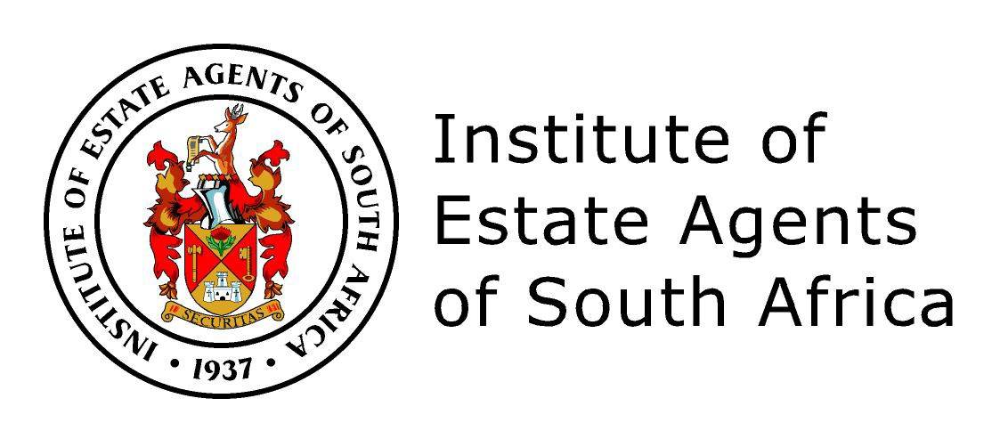 INSTITUTE OF ESTATE AGENTS OF SOUTH AFRICA
SECURITAS
• 1937 •
Institute of
Estate Agents
of South Africa